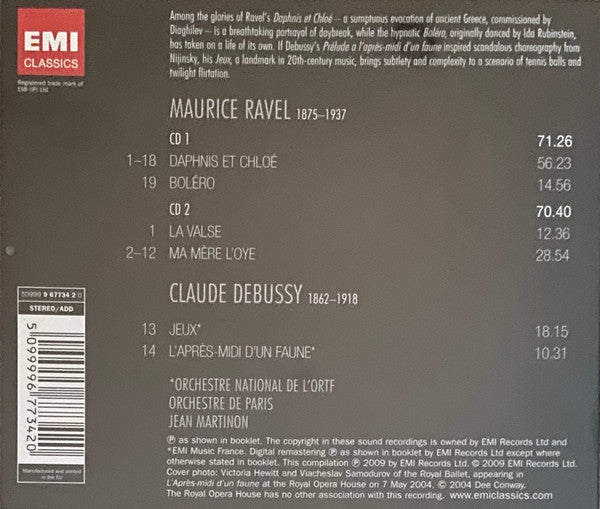 EMI
CLASSICS
Registered trade mark of
EMI (IP) Ltd
Among the glories of Ravel's Daphnis et Chloé – a sumptuous evocation of ancient Greece, commissioned by
Diaghilev – is a breathtaking portrayal of daybreak, while the hypnotic Boléro, originally danced by Ida Rubinstein,
has taken on a life of its own. If Debussy's Prélude a l'après-midi d'un faune inspired scandalous choreography from
Nijinsky, his Jeux, a landmark in 20th-century music, brings subtlety and complexity to a scenario of tennis balls and
twilight flirtation.
MAURICE RAVEL 1875–1937
CD 1 71.26
1–18 DAPHNIS ET CHLOÉ 56.23
19 BOLÉRO 14.56
CD 2 70.40
1 LA VALSE 12.36
2–12 MA MÈRE L'OYE 28.54
CLAUDE DEBUSSY 1862–1918
13 JEUX* 18.15
14 L'APRÈS-MIDI D'UN FAUNE* 10.31
*ORCHESTRE NATIONAL DE L'ORTF
ORCHESTRE DE PARIS
JEAN MARTINON
50999 9 67734 2 0
STEREO/ADD
5 099996 773420
Manufactured and printed
in the EU
℗ as shown in booklet. The copyright in these sound recordings is owned by EMI Records Ltd and
*EMI Music France. Digital remastering ℗ as shown in booklet by EMI Records Ltd except where
otherwise stated in booklet. This compilation ℗ 2009 by EMI Records Ltd. © 2009 EMI Records Ltd.
Cover photo: Victoria Hewitt and Viacheslav Samodurov of the Royal Ballet, appearing in
L'Après-midi d'un faune at the Royal Opera House on 7 May 2004. © 2004 Dee Conway.
The Royal Opera House has no other association with this recording. www.emiclassics.com